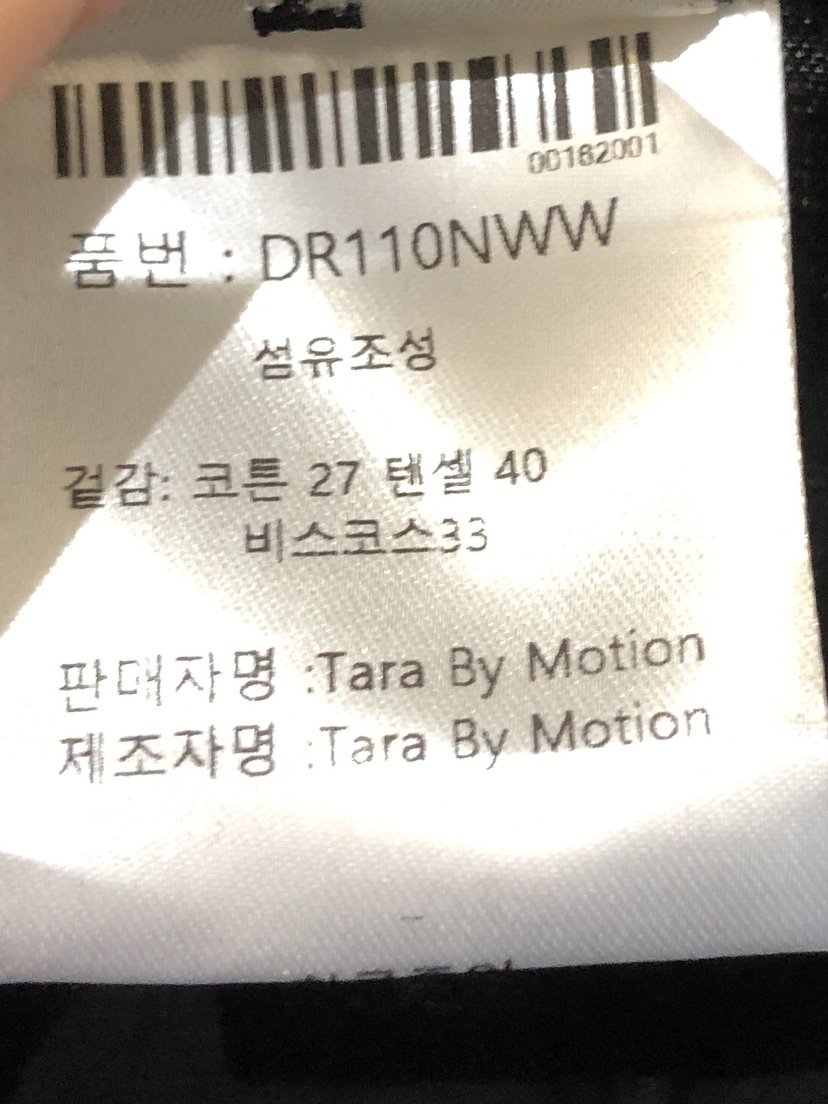 00182001
품번 : DR110NWW
섬유조성
겉감: 코튼 27 텐셀 40
비스코스33
판매자명 :Tara By Motion
제조자명 :Tara By Motion